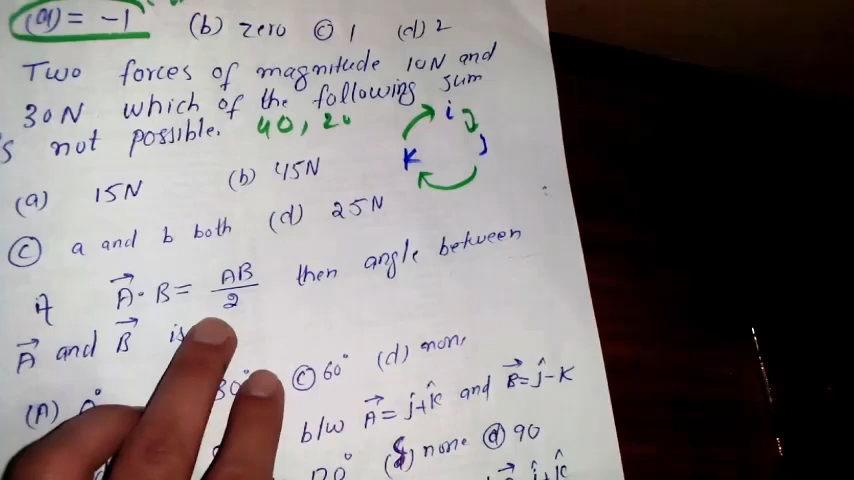 (a) = -1 (b) zero (c) 1 (d) 2
Two forces of magnitude 10N and
30N which of the following sum
s not possible. 40, 20
i
K J
(a) 15N (b) 45N
(c) a and b both (d) 25N
If A⃗·B = AB/2 then angle between
A⃗ and B⃗ is
(A) 0° 30° (c) 60° (d) none
b/w A⃗ = j+k̂ and B⃗ = ĵ-K
none (d) 90
ĵ+k̂